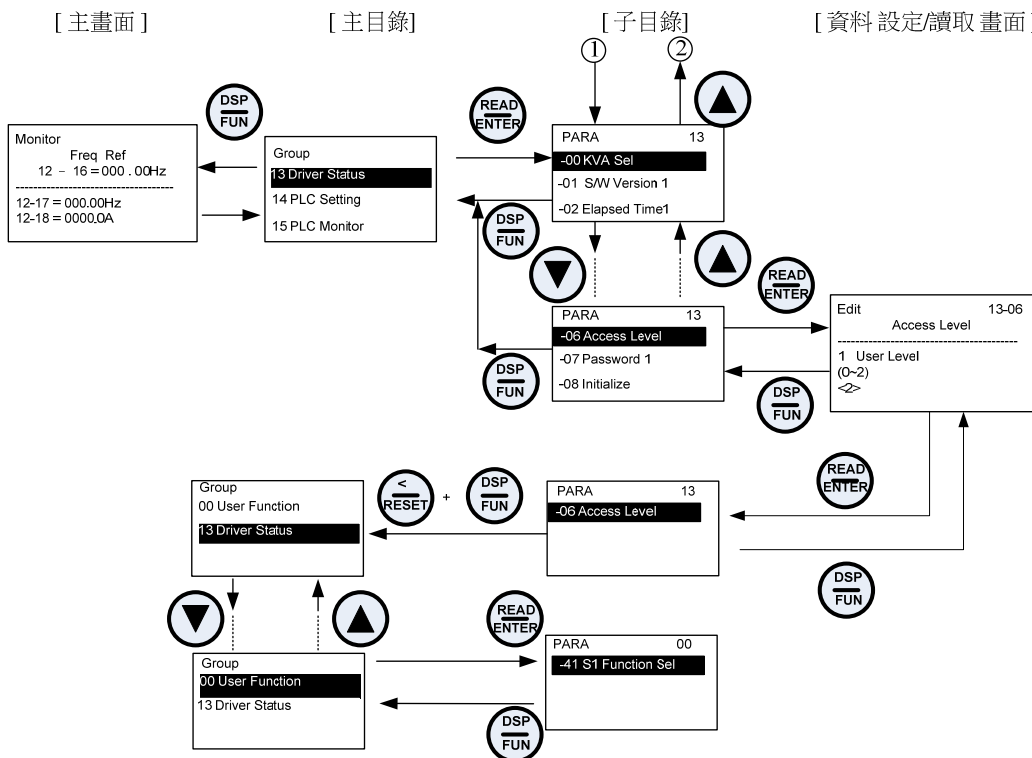 [主畫面]
[主目錄]
[子目錄]
[資料 設定/讀取 畫面]
1
2
DSP
FUN
READ
ENTER
Monitor
Freq Ref
12 - 16=000.00Hz
12-17=000.00Hz
12-18=0000.0A
Group
13 Driver Status
14 PLC Setting
15 PLC Monitor
PARA 13
-00 KVA Sel
-01 S/W Version 1
-02 Elapsed Time1
DSP
FUN
READ
ENTER
PARA 13
-06 Access Level
-07 Password 1
-08 Initialize
DSP
FUN
Edit 13-06
Access Level
1 User Level
(0~2)
<2>
DSP
FUN
READ
ENTER
Group
00 User Function
13 Driver Status
<
RESET
+
DSP
FUN
PARA 13
-06 Access Level
DSP
FUN
READ
ENTER
Group
00 User Function
13 Driver Status
PARA 00
-41 S1 Function Sel
DSP
FUN